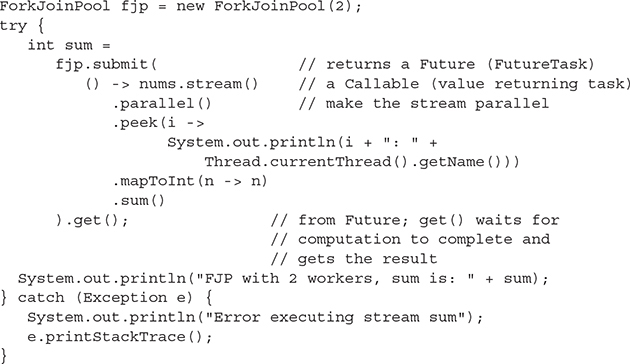 ForkJoinPool fjp = new ForkJoinPool(2);
try {
   int sum =
      fjp.submit(               // returns a Future (FutureTask)
         () -> nums.stream()    // a Callable (value returning task)
            .parallel()         // make the stream parallel
            .peek(i ->
                  System.out.println(i + ": " +
                      Thread.currentThread().getName()))
            .mapToInt(n -> n)
            .sum()
      ).get();               // from Future; get() waits for
                             // computation to complete and
                             // gets the result
  System.out.println("FJP with 2 workers, sum is: " + sum);
} catch (Exception e) {
   System.out.println("Error executing stream sum");
   e.printStackTrace();
}